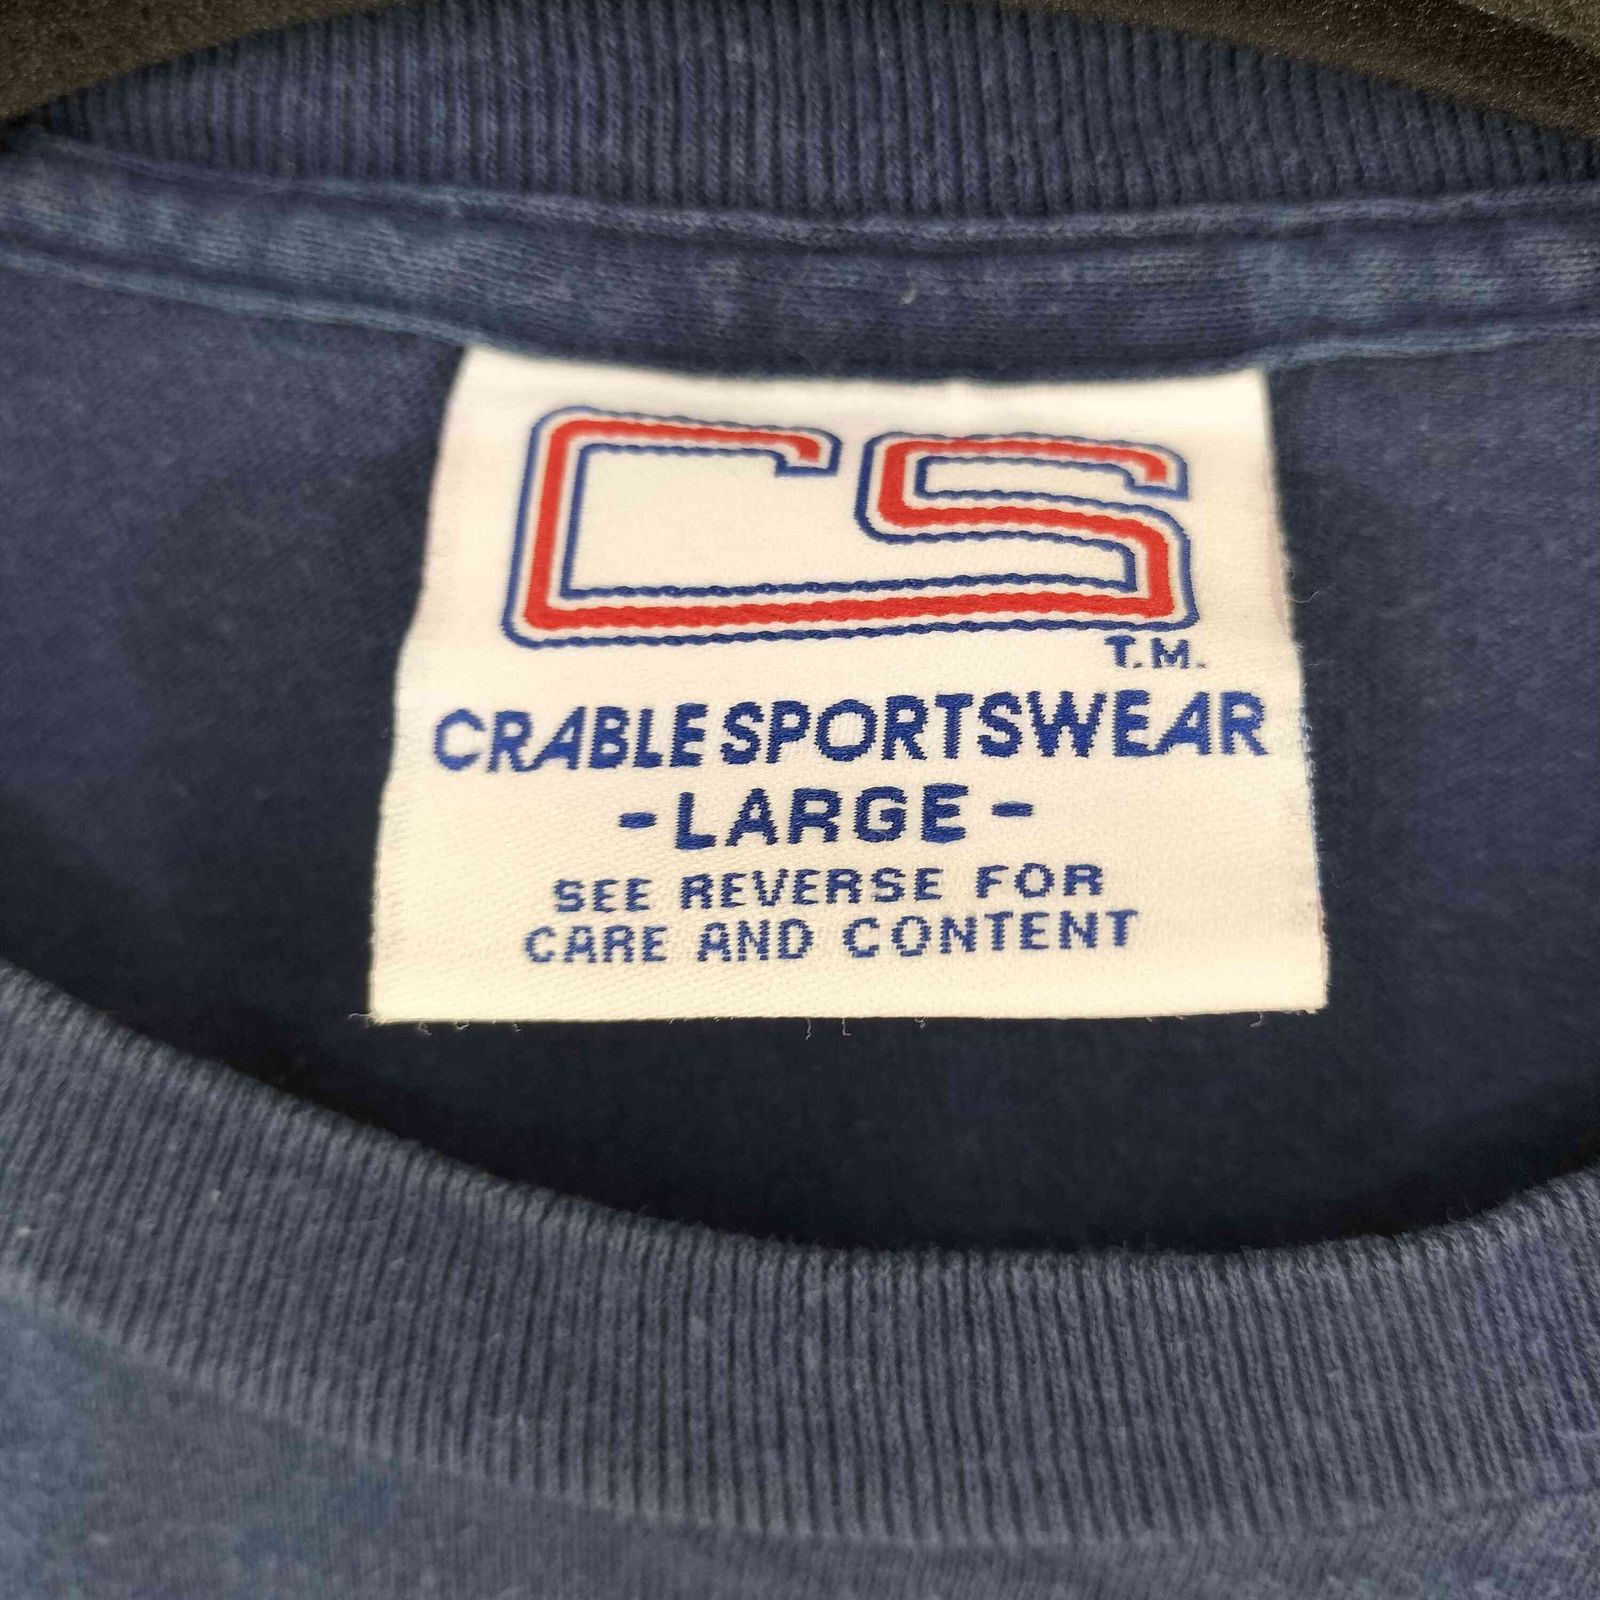 CS
T.M.
CRABLE SPORTSWEAR
- LARGE -
SEE REVERSE FOR
CARE AND CONTENT